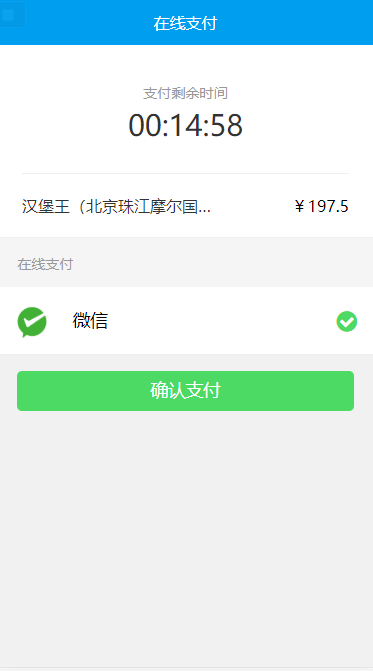 在线支付
支付剩余时间
00:14:58
汉堡王（北京珠江摩尔国... ¥ 197.5
在线支付
微信
确认支付